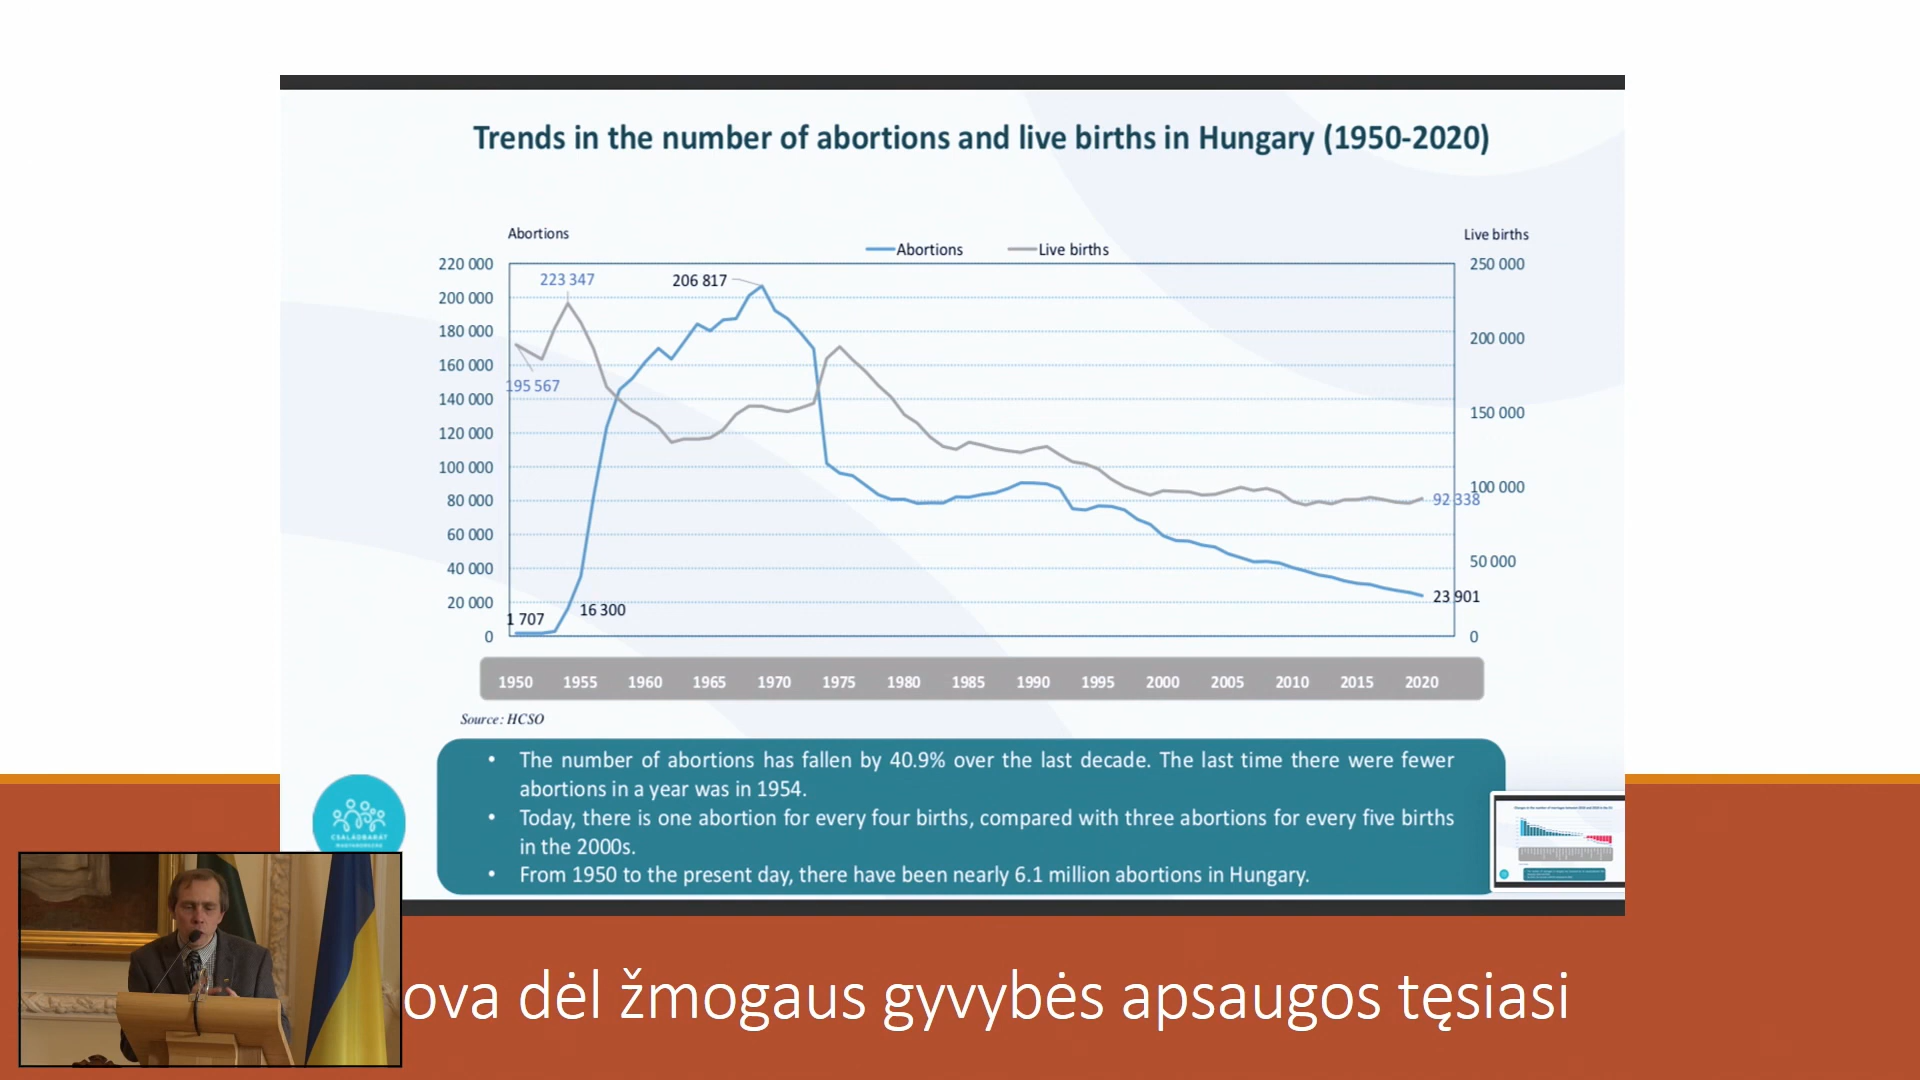 Trends in the number of abortions and live births in Hungary (1950-2020)
Abortions
Live births
Abortions
Live births
220 000
200 000
180 000
160 000
140 000
120 000
100 000
80 000
60 000
40 000
20 000
0
250 000
200 000
150 000
100 000
50 000
0
223 347
206 817
195 567
16 300
1 707
92 338
23 901
1950 1955 1960 1965 1970 1975 1980 1985 1990 1995 2000 2005 2010 2015 2020
Source: HCSO
• The number of abortions has fallen by 40.9% over the last decade. The last time there were fewer
abortions in a year was in 1954.
• Today, there is one abortion for every four births, compared with three abortions for every five births
in the 2000s.
• From 1950 to the present day, there have been nearly 6.1 million abortions in Hungary.
CSALÁDBARÁT
MAGYARORSZÁG
ova dėl žmogaus gyvybės apsaugos tęsiasi